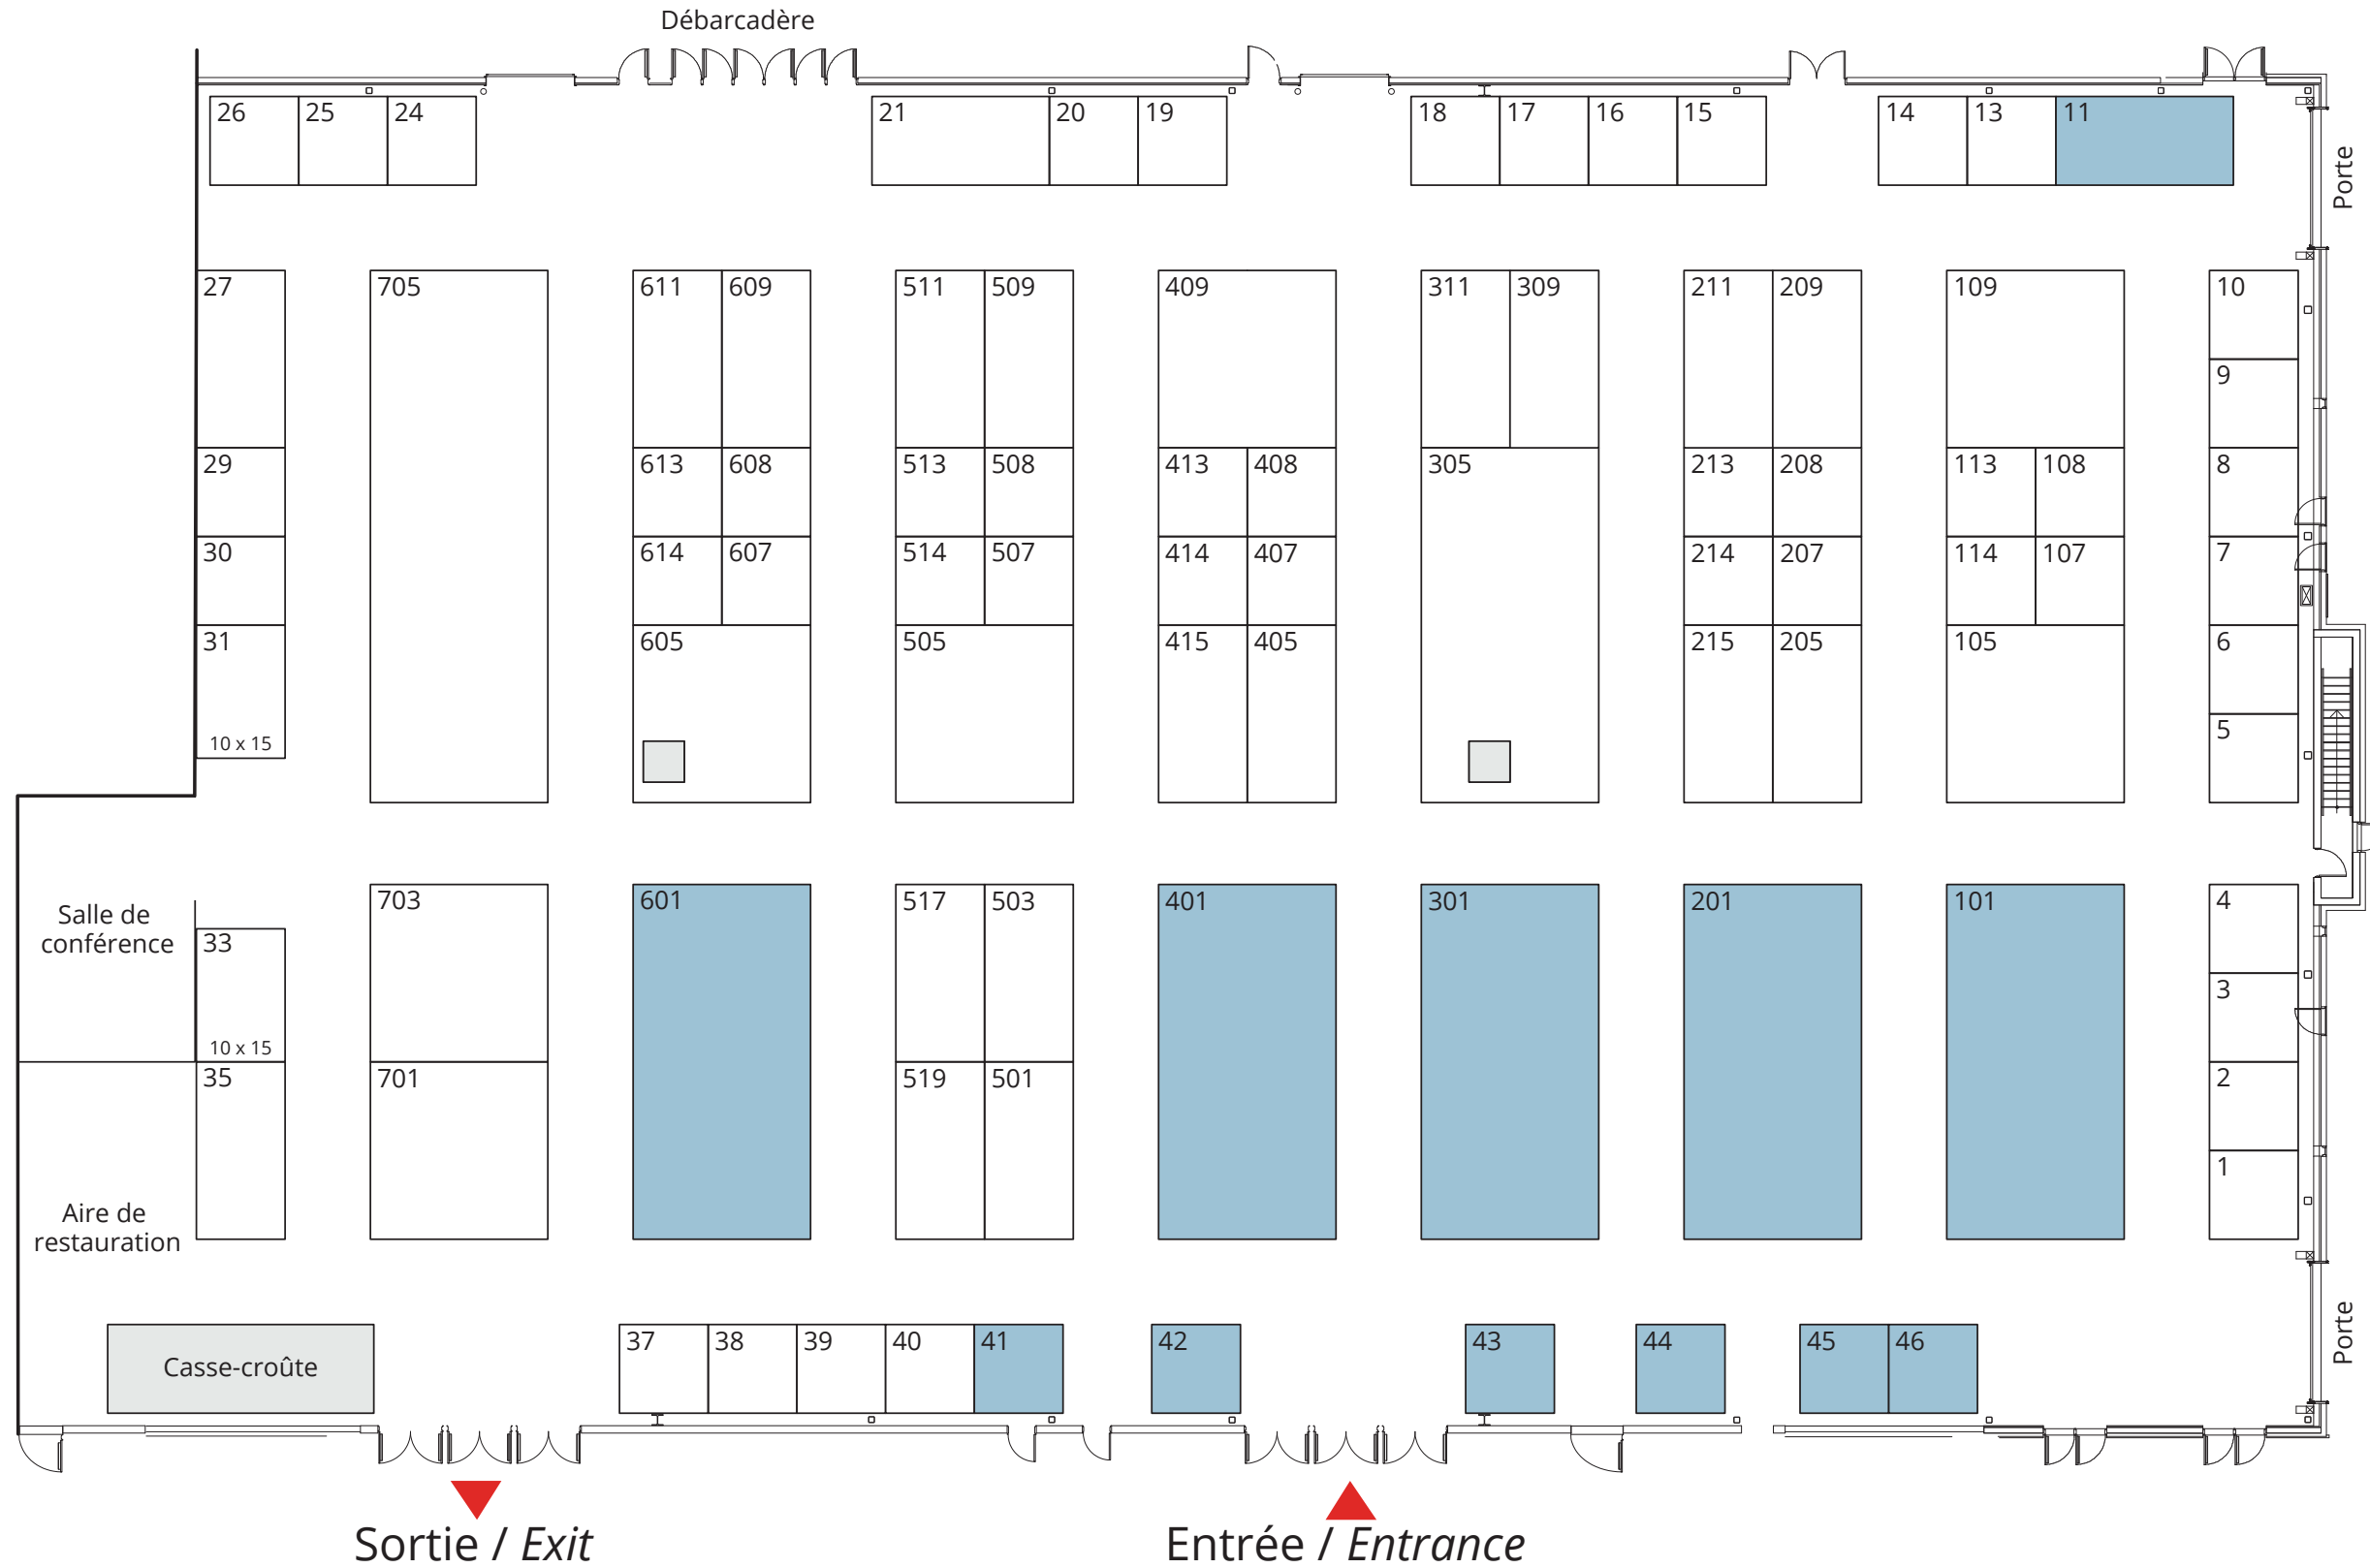 Débarcadère
26 25 24 21 20 19 18 17 16 15 14 13 11
Porte
27 705 611 609 511 509 409 311 309 211 209 109 10
9
29 613 608 513 508 413 408 305 213 208 113 108 8
30 614 607 514 507 414 407 214 207 114 107 7
31 605 505 415 405 215 205 105 6
5
10 x 15
703 601 517 503 401 301 201 101 4
Salle de
conférence
33
3
10 x 15
35 701 519 501 2
1
Aire de
restauration
Porte
37 38 39 40 41 42 43 44 45 46
Casse-croûte
Sortie / Exit
Entrée / Entrance